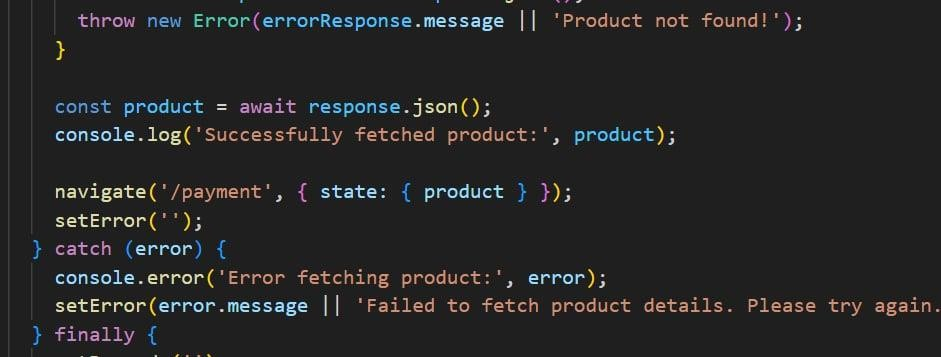 throw new Error(errorResponse.message || 'Product not found!');
}
const product = await response.json();
console.log('Successfully fetched product:', product);
navigate('/payment', { state: { product } });
setError('');
} catch (error) {
console.error('Error fetching product:', error);
setError(error.message || 'Failed to fetch product details. Please try again.
} finally {